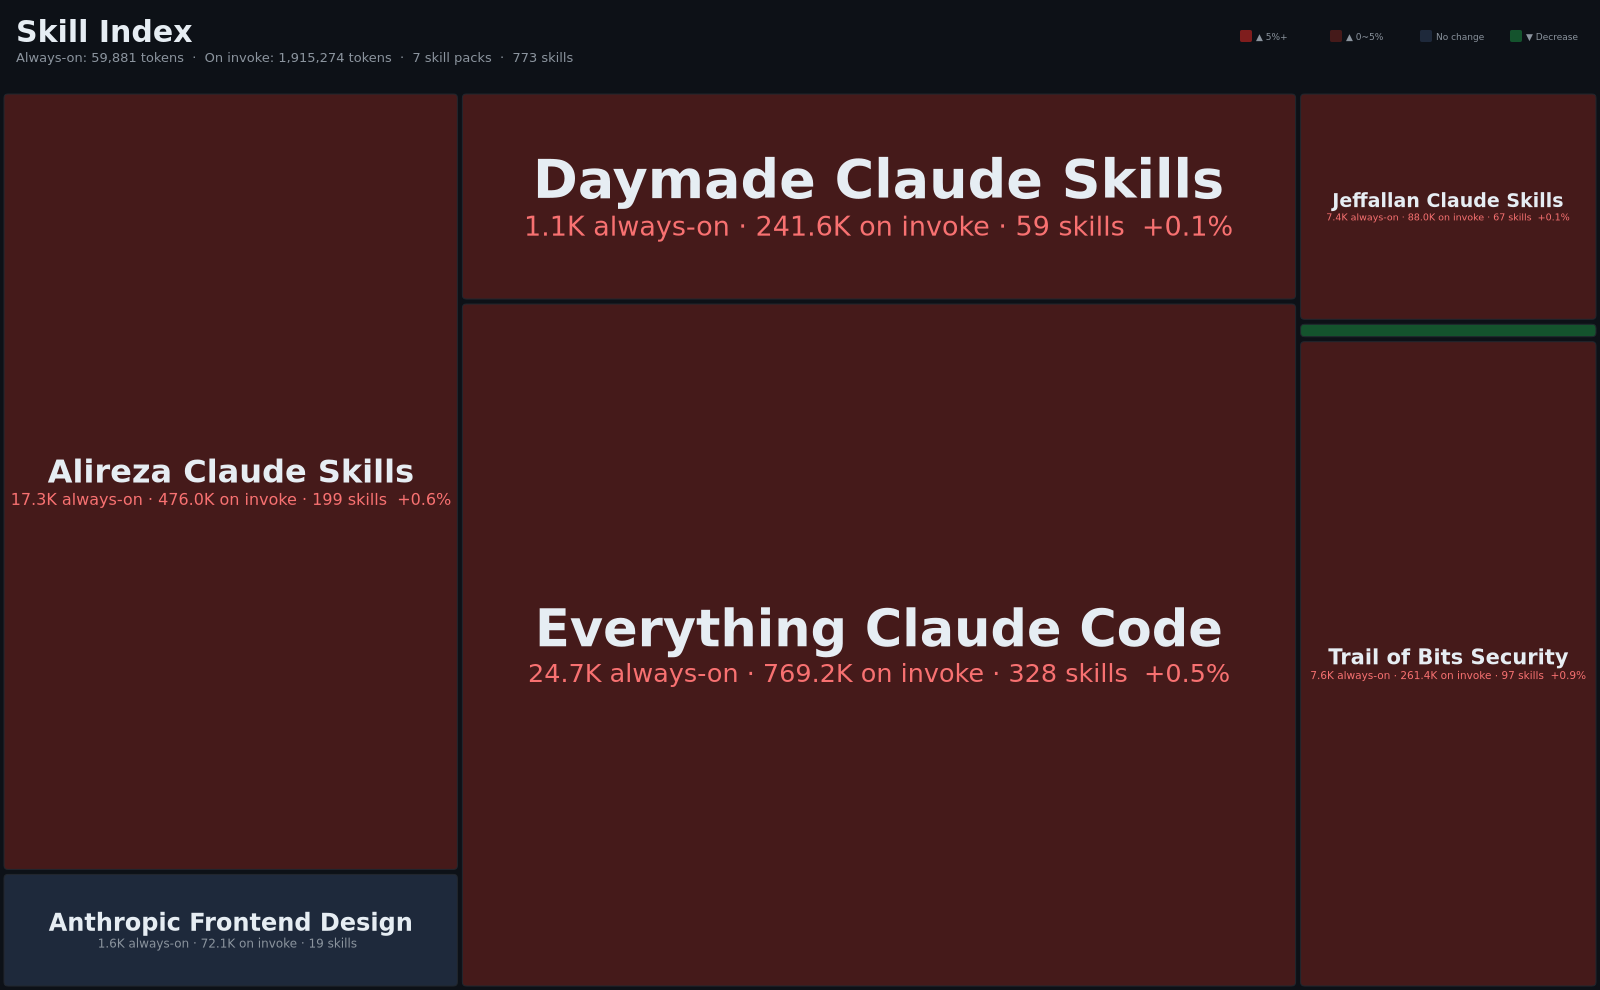 Skill Index
Always-on: 59,881 tokens · On invoke: 1,915,274 tokens · 7 skill packs · 773 skills
▲ 5%+
▲ 0~5%
No change
▼ Decrease
Daymade Claude Skills
1.1K always-on · 241.6K on invoke · 59 skills +0.1%
Jeffallan Claude Skills
7.4K always-on · 88.0K on invoke · 67 skills +0.1%
Alireza Claude Skills
17.3K always-on · 476.0K on invoke · 199 skills +0.6%
Everything Claude Code
24.7K always-on · 769.2K on invoke · 328 skills +0.5%
Trail of Bits Security
7.6K always-on · 261.4K on invoke · 97 skills +0.9%
Anthropic Frontend Design
1.6K always-on · 72.1K on invoke · 19 skills